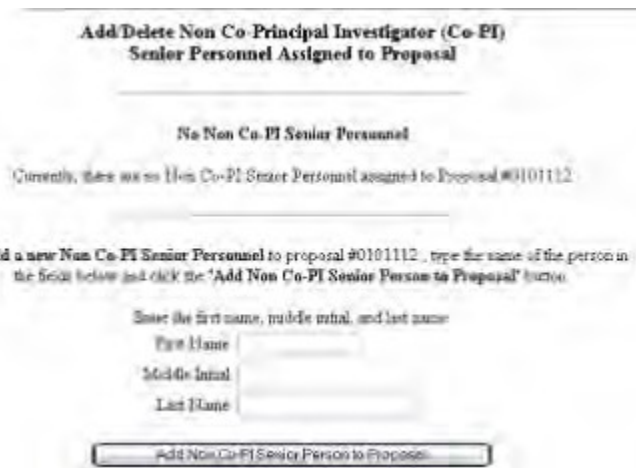 Add/Delete Non Co-Principal Investigator (Co-PI)
Senior Personnel Assigned to Proposal
No Non Co-PI Senior Personnel
Currently, there are no Non Co-PI Senior Personnel assigned to Proposal #0101112
d a new Non Co-PI Senior Personnel to proposal #0101112 , type the name of the person in
the fields below and click the "Add Non Co-PI Senior Person to Proposal" button
Enter the first name, middle initial, and last name
First Name
Middle Initial
Last Name
Add Non Co-PI Senior Person to Proposal